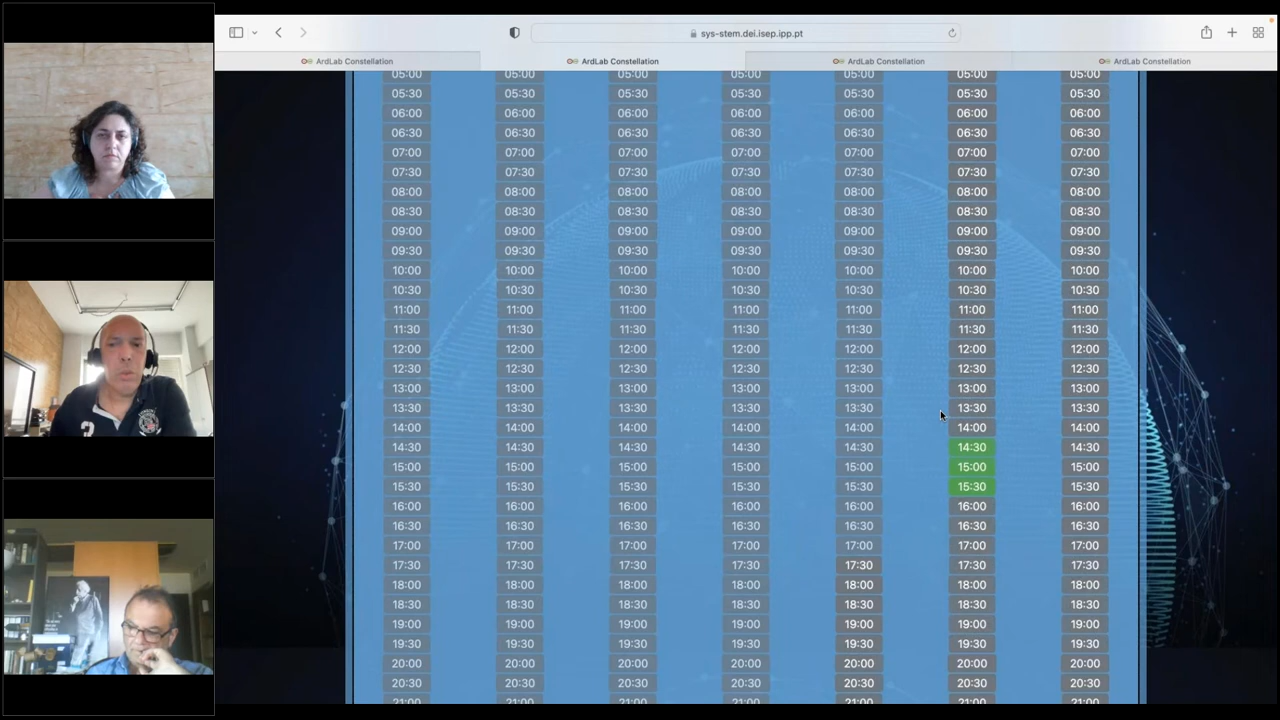 sys-stem.dei.isep.ipp.pt
ArdLab Constellation ArdLab Constellation ArdLab Constellation ArdLab Constellation
05:00 05:00 05:00 05:00 05:00 05:00 05:00
05:30 05:30 05:30 05:30 05:30 05:30 05:30
06:00 06:00 06:00 06:00 06:00 06:00 06:00
06:30 06:30 06:30 06:30 06:30 06:30 06:30
07:00 07:00 07:00 07:00 07:00 07:00 07:00
07:30 07:30 07:30 07:30 07:30 07:30 07:30
08:00 08:00 08:00 08:00 08:00 08:00 08:00
08:30 08:30 08:30 08:30 08:30 08:30 08:30
09:00 09:00 09:00 09:00 09:00 09:00 09:00
09:30 09:30 09:30 09:30 09:30 09:30 09:30
10:00 10:00 10:00 10:00 10:00 10:00 10:00
10:30 10:30 10:30 10:30 10:30 10:30 10:30
11:00 11:00 11:00 11:00 11:00 11:00 11:00
11:30 11:30 11:30 11:30 11:30 11:30 11:30
12:00 12:00 12:00 12:00 12:00 12:00 12:00
12:30 12:30 12:30 12:30 12:30 12:30 12:30
13:00 13:00 13:00 13:00 13:00 13:00 13:00
13:30 13:30 13:30 13:30 13:30 13:30 13:30
14:00 14:00 14:00 14:00 14:00 14:00 14:00
14:30 14:30 14:30 14:30 14:30 14:30 14:30
15:00 15:00 15:00 15:00 15:00 15:00 15:00
15:30 15:30 15:30 15:30 15:30 15:30 15:30
16:00 16:00 16:00 16:00 16:00 16:00 16:00
16:30 16:30 16:30 16:30 16:30 16:30 16:30
17:00 17:00 17:00 17:00 17:00 17:00 17:00
17:30 17:30 17:30 17:30 17:30 17:30 17:30
18:00 18:00 18:00 18:00 18:00 18:00 18:00
18:30 18:30 18:30 18:30 18:30 18:30 18:30
19:00 19:00 19:00 19:00 19:00 19:00 19:00
19:30 19:30 19:30 19:30 19:30 19:30 19:30
20:00 20:00 20:00 20:00 20:00 20:00 20:00
20:30 20:30 20:30 20:30 20:30 20:30 20:30
21:00 21:00 21:00 21:00 21:00 21:00 21:00